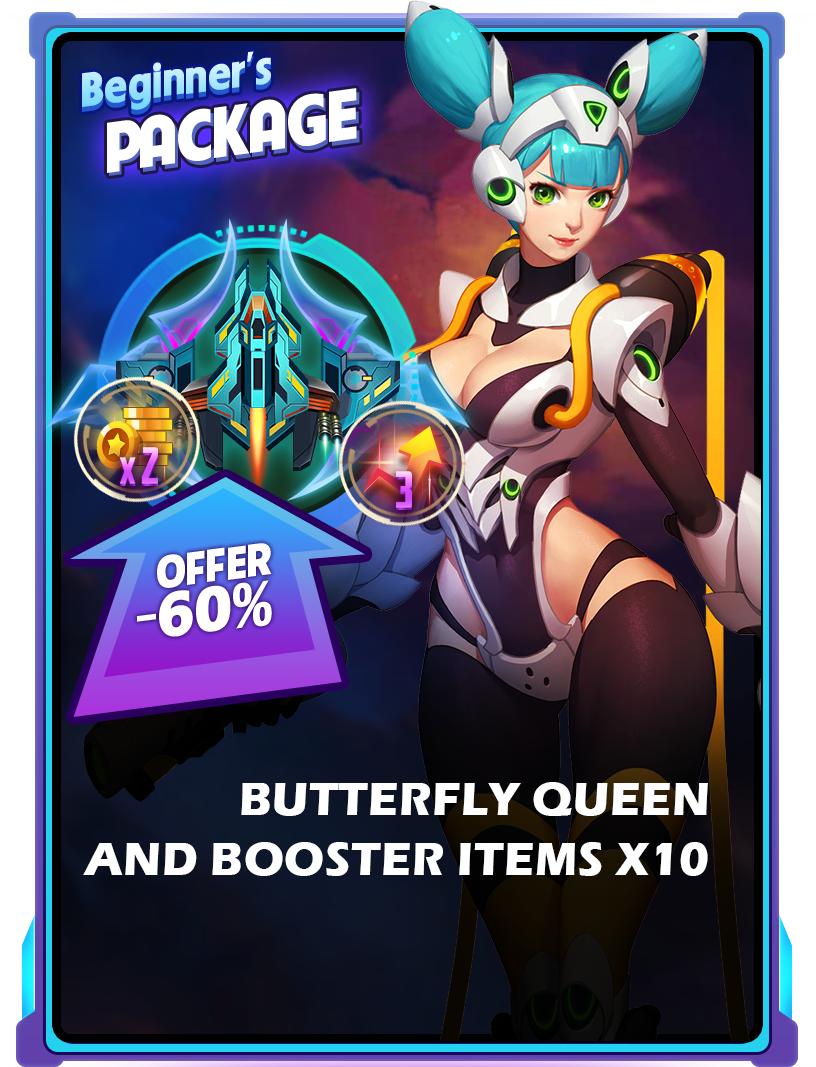 Beginner's
PACKAGE
x2
3
OFFER
-60%
BUTTERFLY QUEEN
AND BOOSTER ITEMS X10